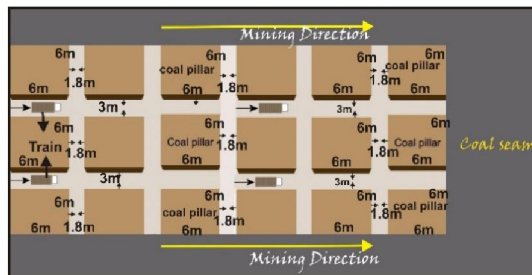 Mining Direction
6m 6m 6m 6m
coal pillar coal pillar
6m 6m 6m 6m
1.8m 1.8m 1.8m
3m 3m
6m 6m 6m 6m
Train Coal pillar Coal pillar Coal seam
1.8m 1.8m 1.8m
6m 6m 6m 6m
3m 3m
6m 6m 6m 6m
coal pillar coal pillar
6m 1.8m 6m 1.8m 6m 1.8m 6m
Mining Direction